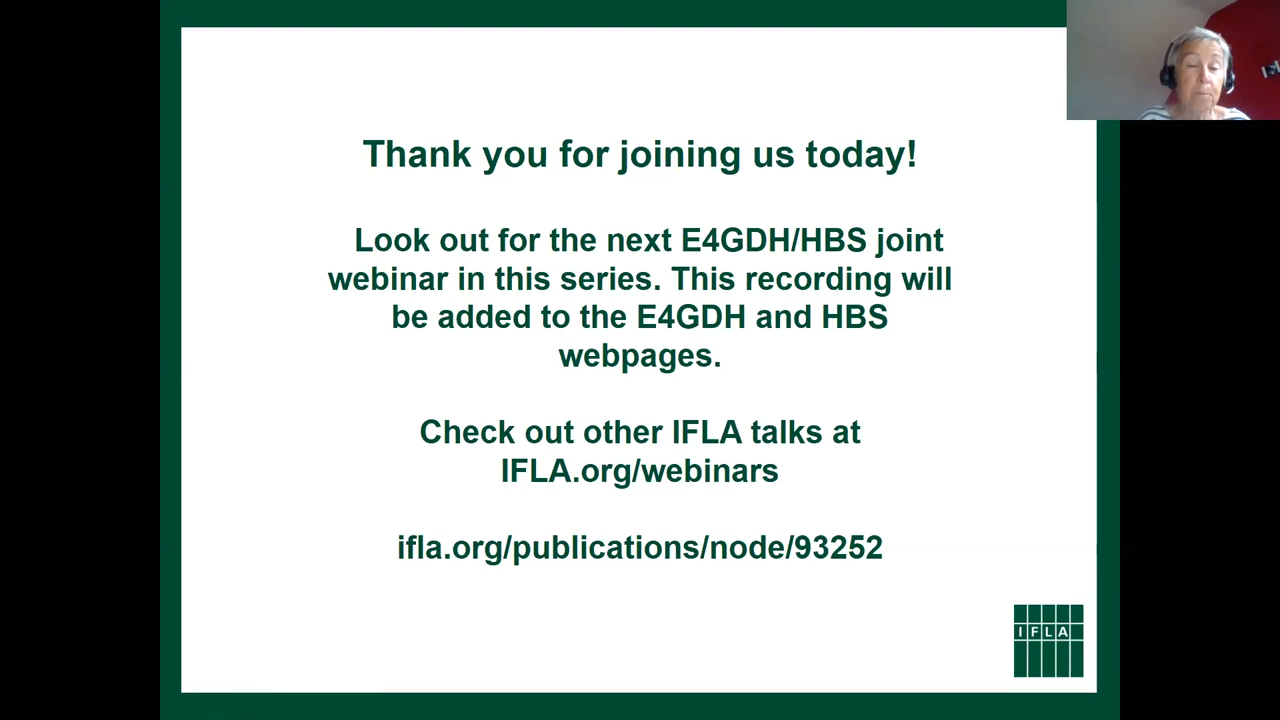 Thank you for joining us today!
Look out for the next E4GDH/HBS joint
webinar in this series. This recording will
be added to the E4GDH and HBS
webpages.
Check out other IFLA talks at
IFLA.org/webinars
ifla.org/publications/node/93252
IFLA